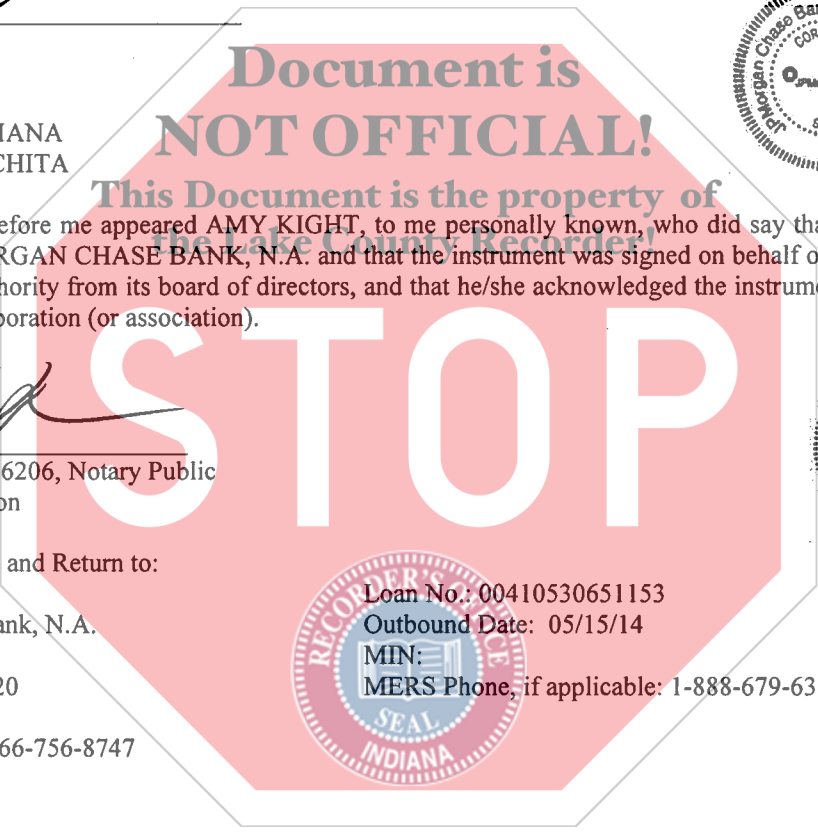 Document is
NOT OFFICIAL!
This Document is the property of
the Lake County Recorder!
JPMorgan Chase
IANA
CHITA
efore me appeared AMY KIGHT, to me personally known, who did say tha
RGAN CHASE BANK, N.A. and that the instrument was signed on behalf o
hority from its board of directors, and that he/she acknowledged the instrume
poration (or association).
STOP
6206, Notary Public
on
and Return to:
Loan No.: 00410530651153
ank, N.A.
Outbound Date: 05/15/14
MIN:
20
MERS Phone, if applicable: 1-888-679-63
66-756-8747
RECORDER'S OFFICE
SEAL
INDIANA